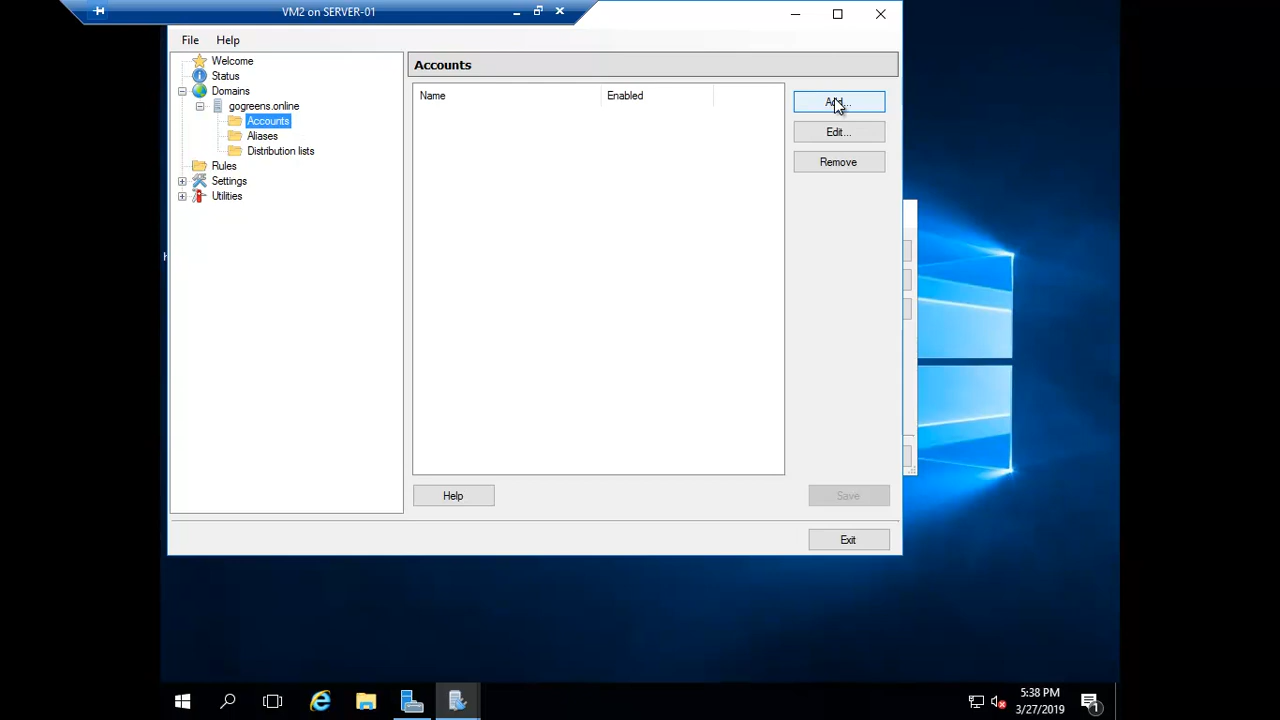 VM2 on SERVER-01
File Help
Welcome
Status
Domains
gogreens.online
Accounts
Aliases
Distribution lists
Rules
Settings
Utilities
Accounts
Name Enabled
Edit...
Remove
Help
Save
Exit
5:38 PM
3/27/2019
1